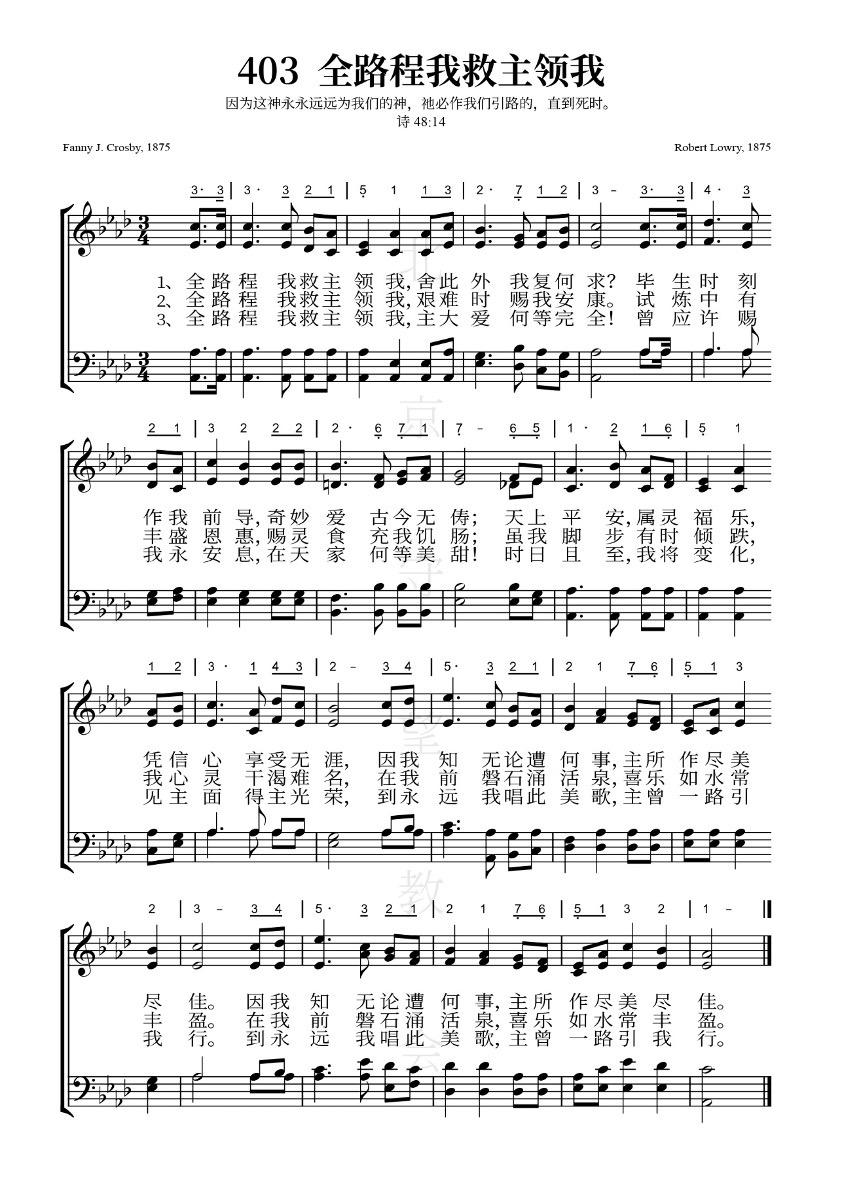 403 全路程我救主领我
因为这神永永远远为我们的神，祂必作我们引路的，直到死时。
诗 48:14
Fanny J. Crosby, 1875 Robert Lowry, 1875
3· 3 | 3· 3 2 1 | 5 1 1 3 | 2· 7 1 2 | 3 - 3· 3 | 4· 3
1、全路程 我救主 领我,舍此外 我复何求？毕生时刻
2、全路程 我救主 领我,艰难时 赐我安康。试炼中有
3、全路程 我救主 领我,主大爱 何等完全！曾应许赐
2 1 | 3 2 2 2 | 2· 6 7 1 | 7 - 6 5 | 1· 2 1 6 | 5 1
作我前导,奇妙爱 古今无俦；天上平安,属灵福乐,
丰盛恩惠,赐灵食 充我饥肠；虽我脚步有时倾跌,
我永安息,在天家 何等美甜！时日且至,我将变化,
1 2 | 3· 1 4 3 | 2 - 3 4 | 5· 3 2 1 | 2 1 7 6 | 5 1 3
凭信心 享受无涯, 因我知 无论遭何事,主所作尽美
我心灵 干渴难名, 在我前 磐石涌活泉,喜乐如水常
见主面 得主光荣, 到永远 我唱此美歌,主曾一路引
2 | 3 - 3 4 | 5· 3 2 1 | 2 1 7 6 | 5 1 3 2 | 1 -
尽佳。因我知 无论遭何事,主所作尽美尽佳。
丰盈。在我前 磐石涌活泉,喜乐如水常丰盈。
我行。到永远 我唱此美歌,主曾一路引我行。
北京守望教会